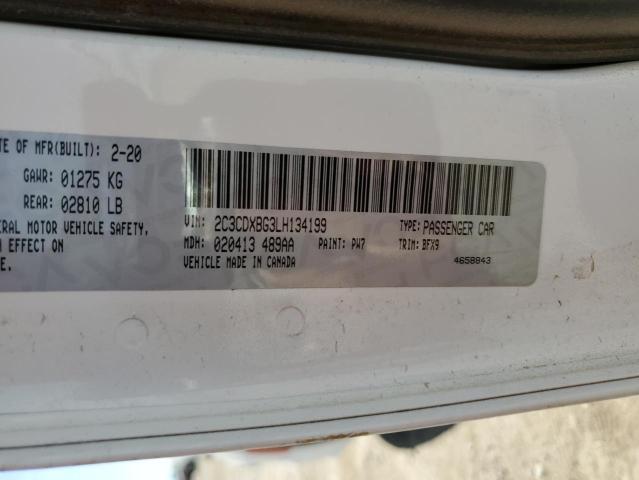 TE OF MFR(BUILT): 2-20
GAWR: 01275 KG
REAR: 02810 LB
ERAL MOTOR VEHICLE SAFETY,
EFFECT ON
E.
VIN: 2C3CDXBG3LH134199 TYPE: PASSENGER CAR
MDH: 020413 489AA PAINT: PW7 TRIM: BFX9
VEHICLE MADE IN CANADA 4658843